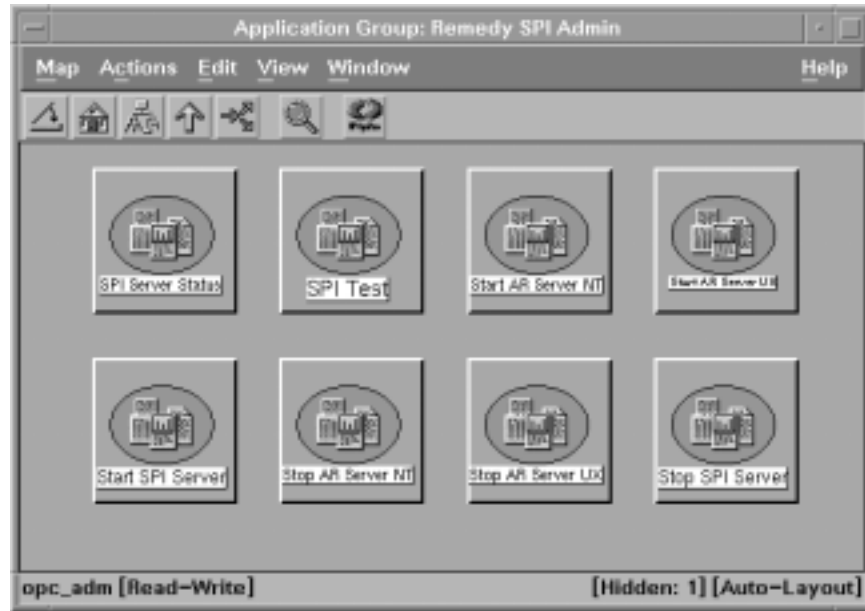 Application Group: Remedy SPI Admin
Map Actions Edit View Window Help
SPI Server Status
SPI Test
Start AR Server NT
Start AR Server UX
Start SPI Server
Stop AR Server NT
Stop AR Server UX
Stop SPI Server
opc_adm [Read-Write]
[Hidden: 1] [Auto-Layout]